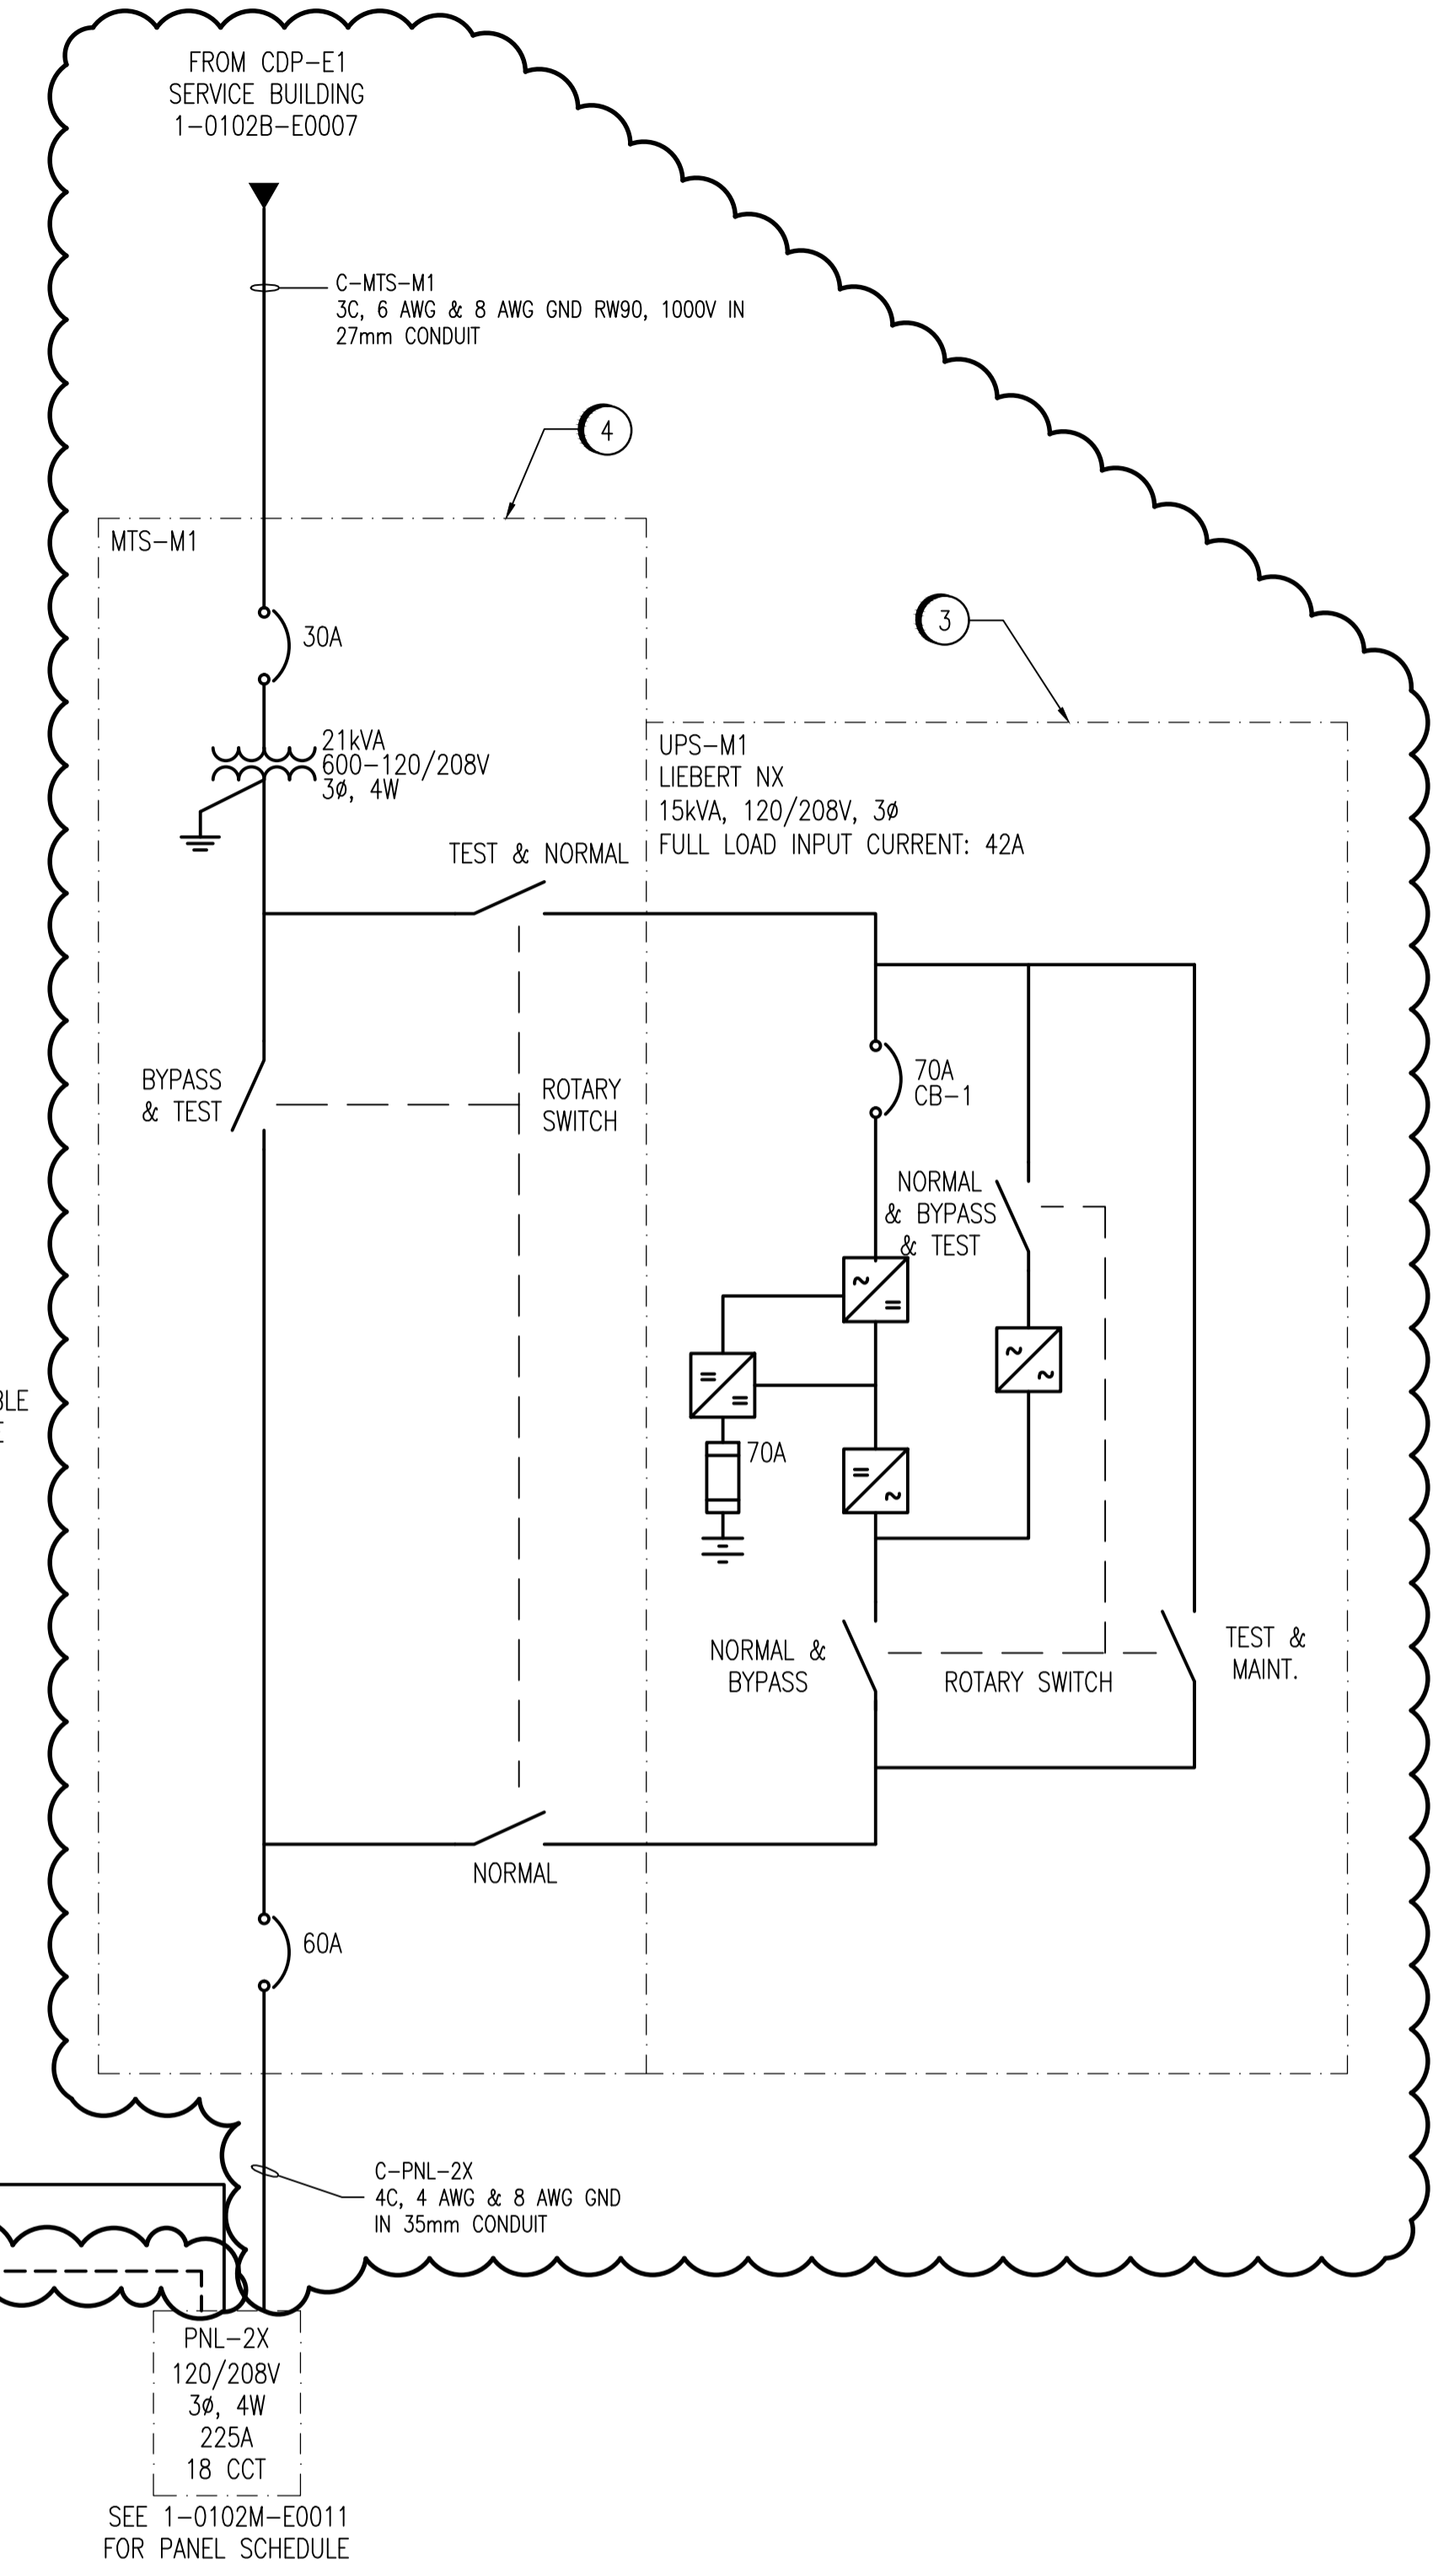 FROM CDP-E1
SERVICE BUILDING
1-0102B-E0007
C-MTS-M1
3C, 6 AWG & 8 AWG GND RW90, 1000V IN
27mm CONDUIT
4
MTS-M1
3
30A
21kVA
600-120/208V
3ø, 4W
UPS-M1
LIEBERT NX
15kVA, 120/208V, 3ø
FULL LOAD INPUT CURRENT: 42A
TEST & NORMAL
BYPASS
& TEST
ROTARY
SWITCH
70A
CB-1
NORMAL
& BYPASS
& TEST
70A
NORMAL &
BYPASS
ROTARY SWITCH
TEST &
MAINT.
NORMAL
60A
C-PNL-2X
4C, 4 AWG & 8 AWG GND
IN 35mm CONDUIT
PNL-2X
120/208V
3ø, 4W
225A
18 CCT
SEE 1-0102M-E0011
FOR PANEL SCHEDULE